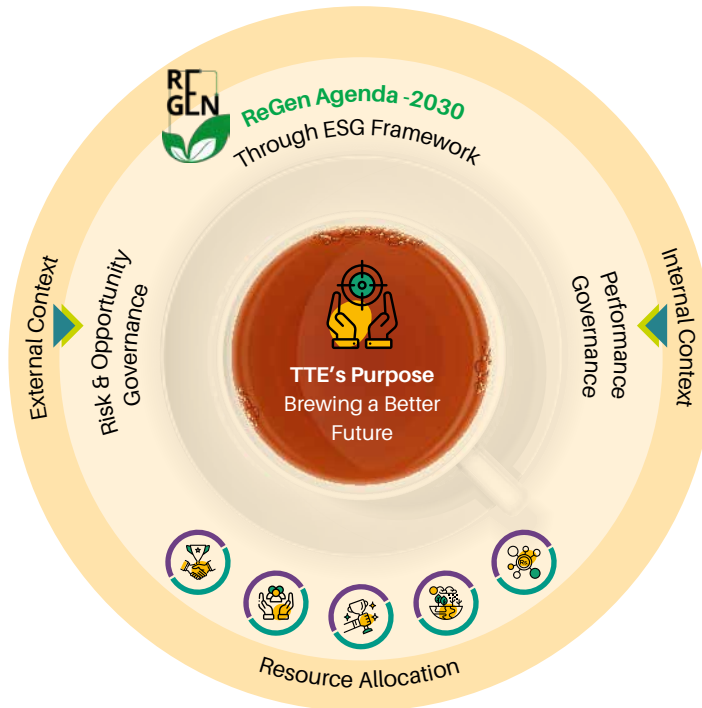 RE
GEN
ReGen Agenda -2030
Through ESG Framework
External Context
Risk & Opportunity
Governance
Performance
Governance
Internal Context
TTE’s Purpose
Brewing a Better
Future
Resource Allocation